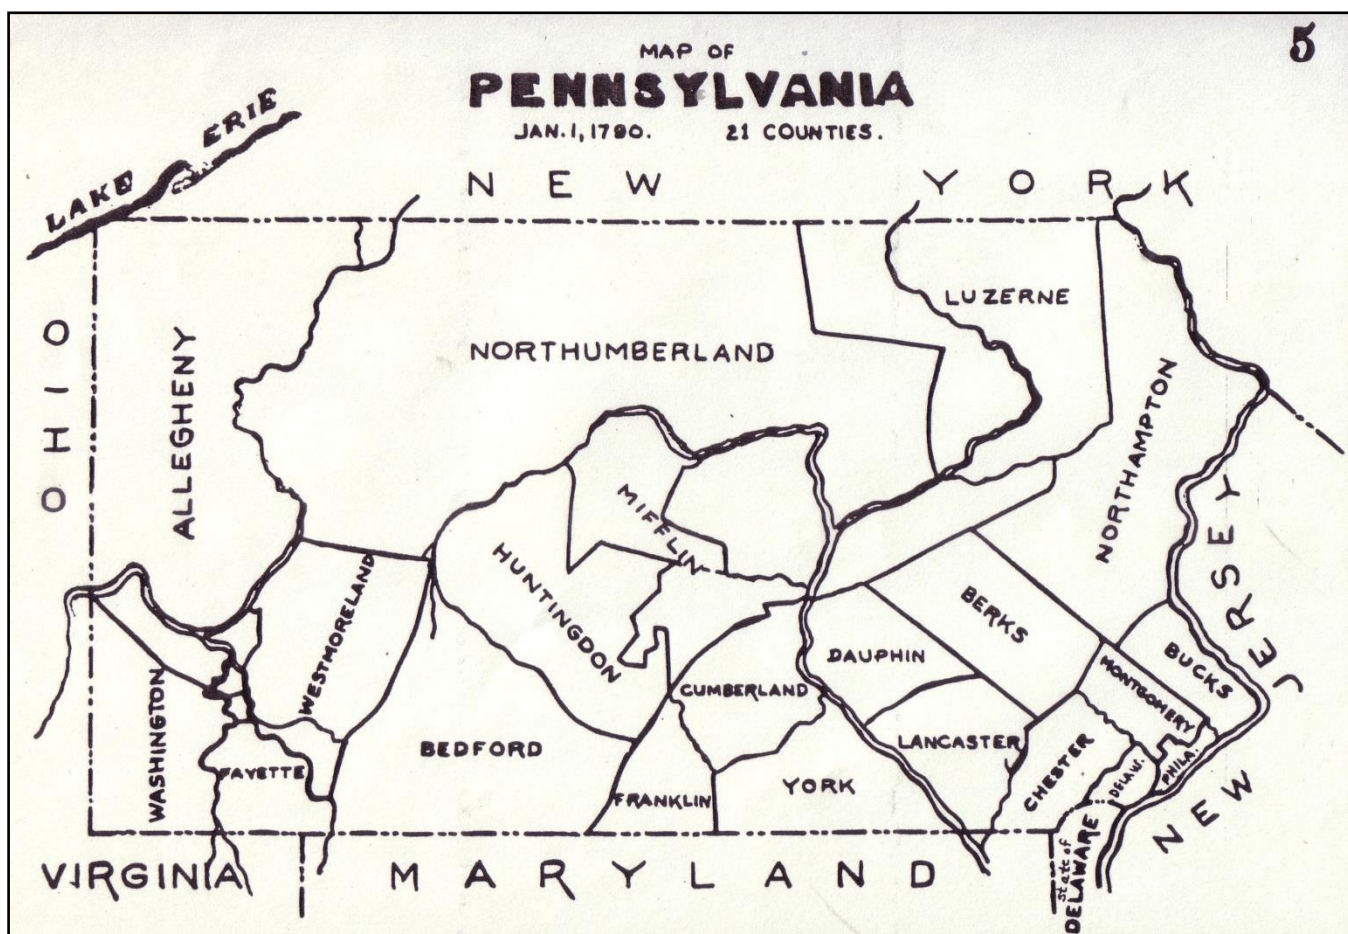 5
MAP OF
PENNSYLVANIA
JAN. 1, 1790. 21 COUNTIES.
LAKE ERIE
NEW YORK
OHIO
LUZERNE
NORTHUMBERLAND
ALLEGHENY
NORTHAMPTON
MIFFLIN
HUNTINGDON
WESTMORELAND
BERKS
NEW JERSEY
DAUPHIN
BUCKS
MONTGOMERY
CUMBERLAND
WASHINGTON
BEDFORD
LANCASTER
FAYETTE
CHESTER
PHILA.
DELAW.
FRANKLIN
YORK
VIRGINIA
MARYLAND
State of
DELAWARE